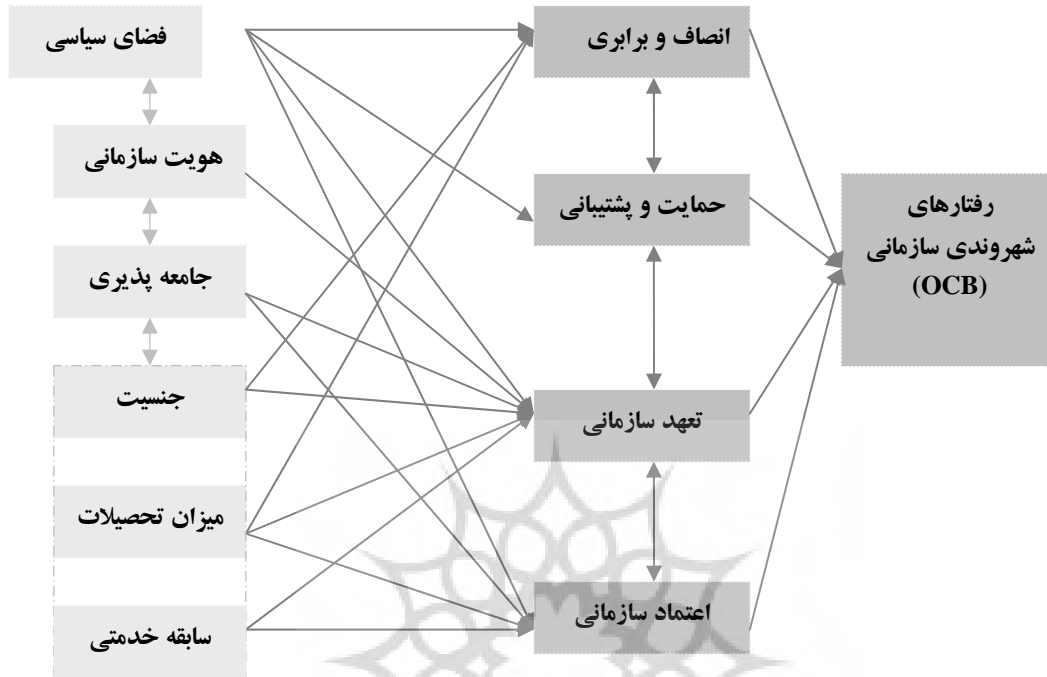 فضای سیاسی
هویت سازمانی
جامعه پذیری
جنسیت
میزان تحصیلات
سابقه خدمتی
انصاف و برابری
حمایت و پشتیبانی
تعهد سازمانی
اعتماد سازمانی
رفتارهای
شهروندی سازمانی
(OCB)